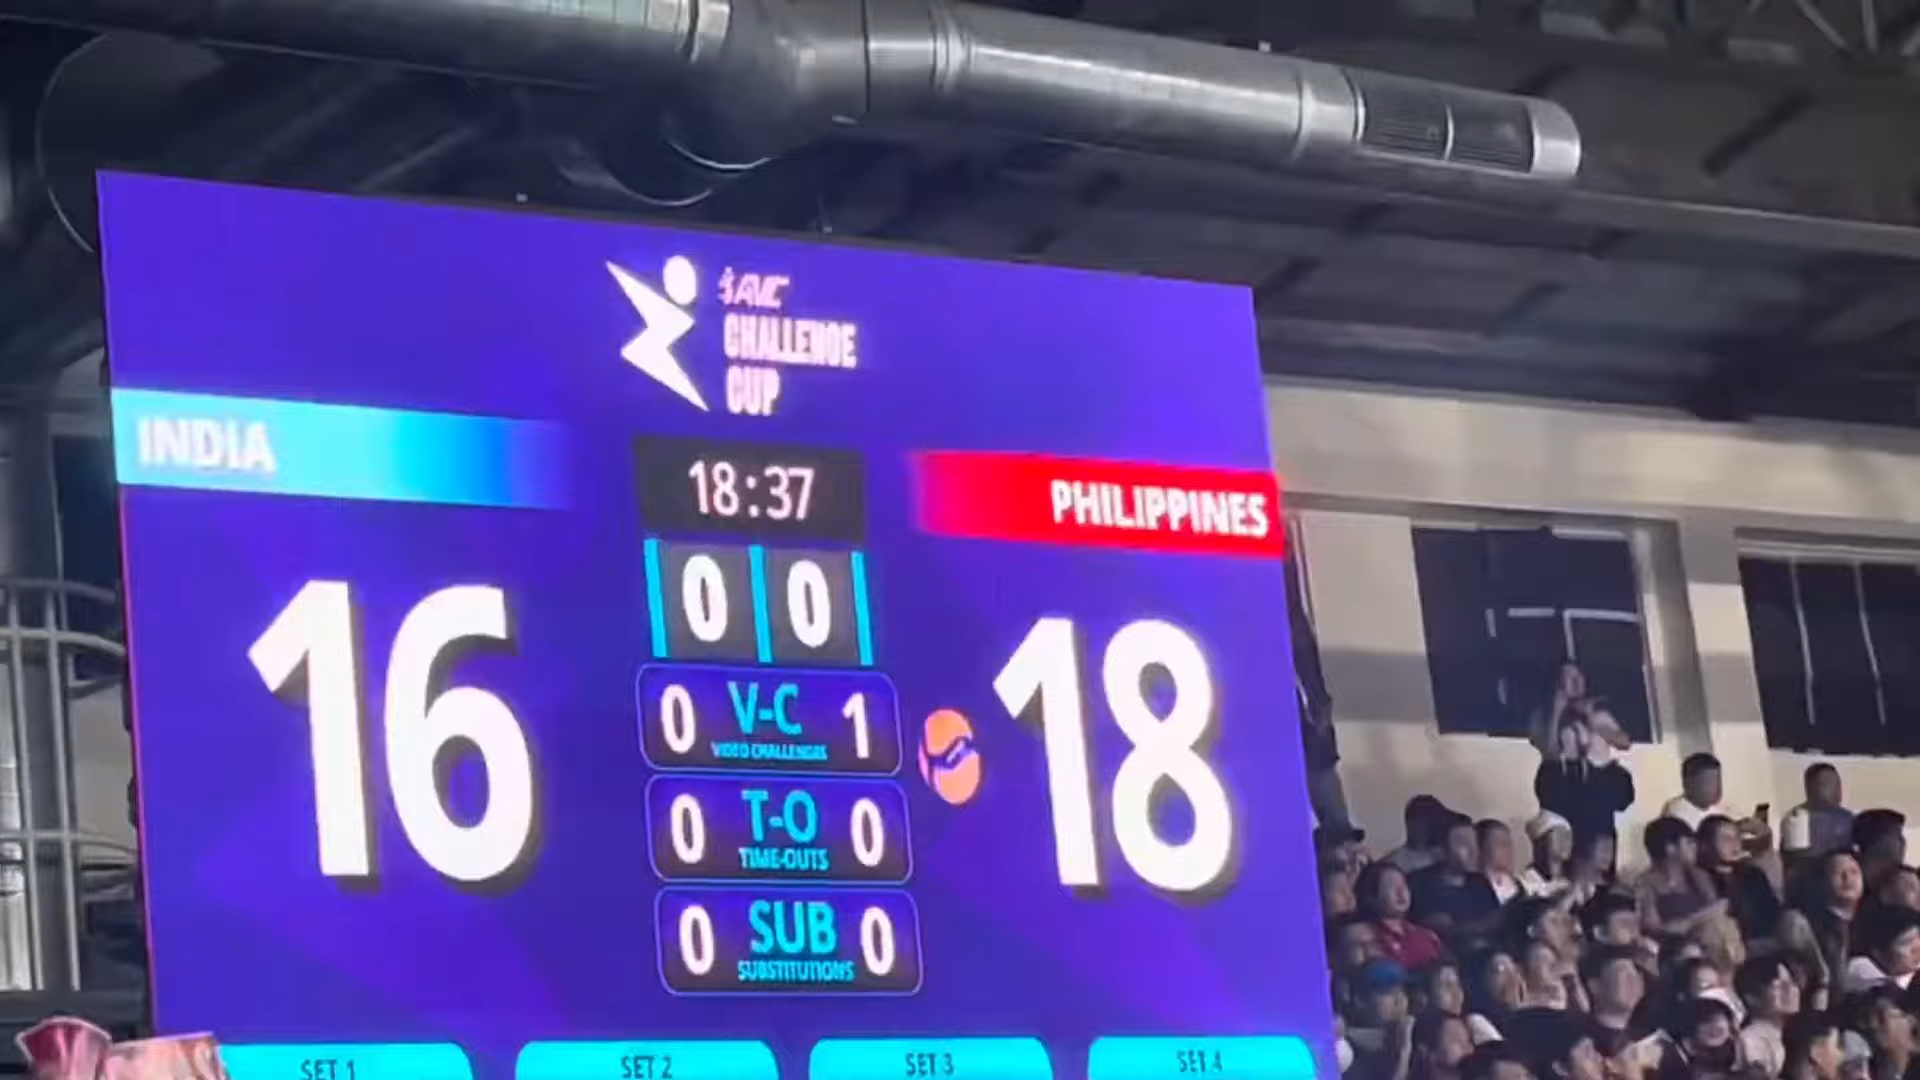 AVC
CHALLENGE
CUP
INDIA
18:37
PHILIPPINES
0 0
16
18
0 V-C 1
VIDEO CHALLENGES
0 T-O 0
TIME-OUTS
0 SUB 0
SUBSTITUTIONS
SET 1
SET 2
SET 3
SET 4